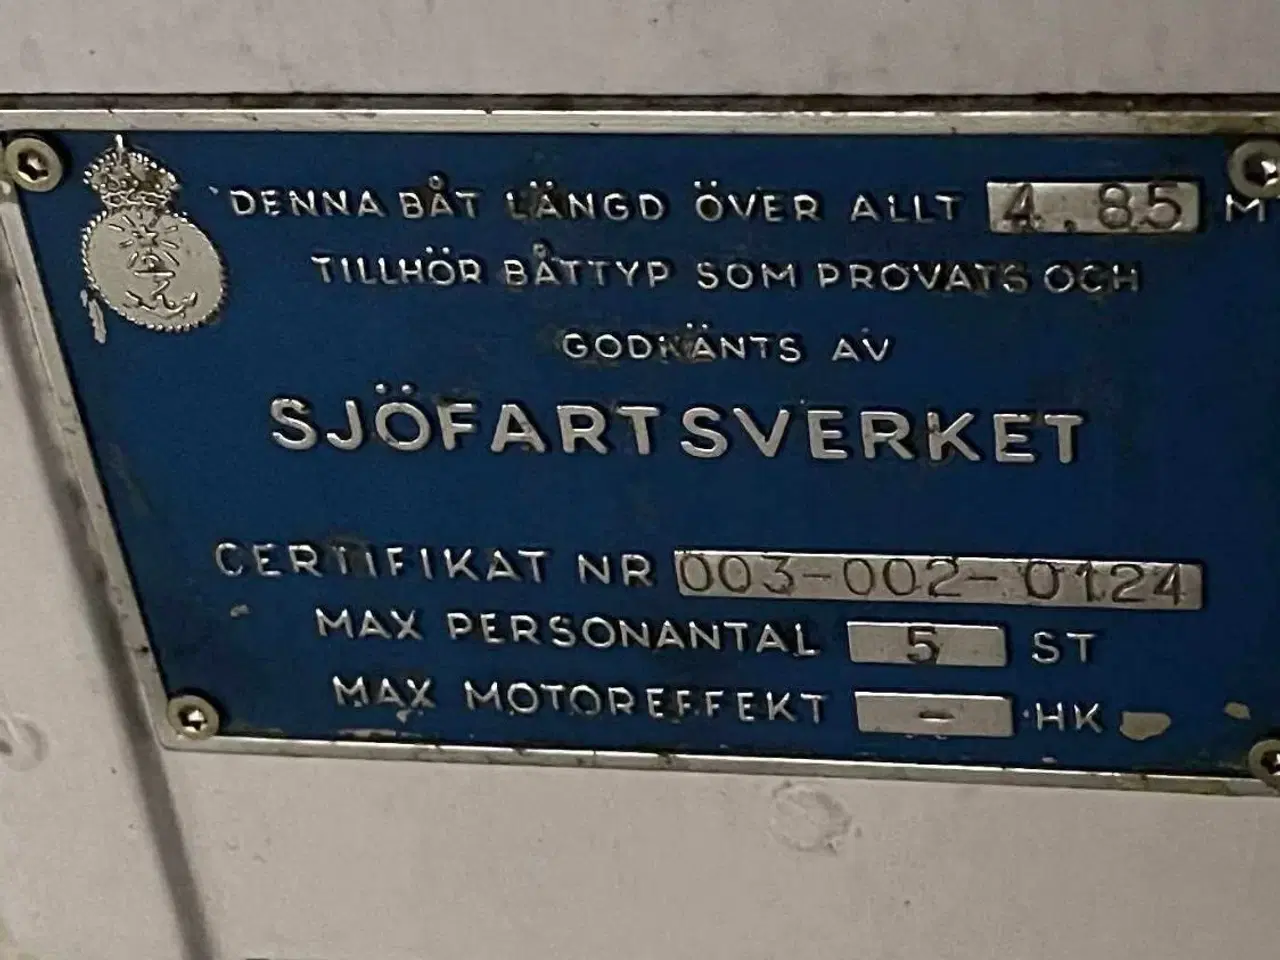 DENNA BÅT LÄNGD ÖVER ALLT 4.85 M
TILLHÖR BÅTTYP SOM PRÖVATS OCH
GODKÄNTS AV
SJÖFARTSVERKET
CERTIFIKAT NR 003-002-0124
MAX PERSONANTAL 5 ST
MAX MOTOREFFEKT - HK